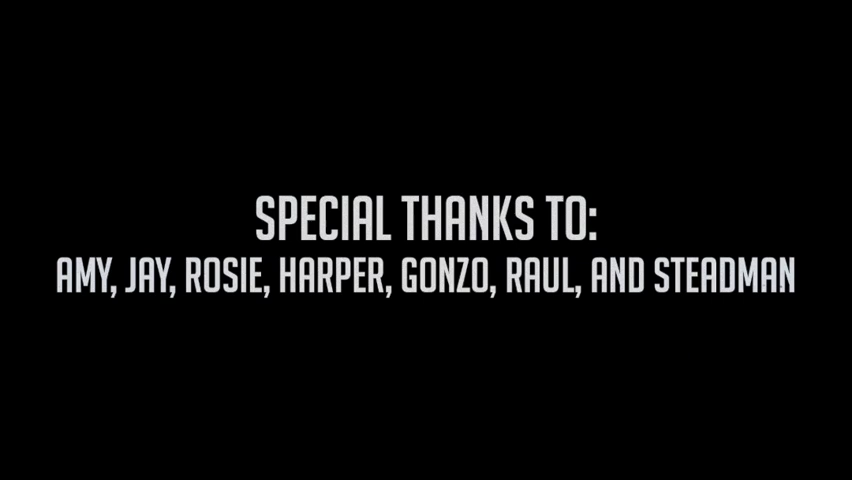 SPECIAL THANKS TO:
AMY, JAY, ROSIE, HARPER, GONZO, RAUL, AND STEADMAN